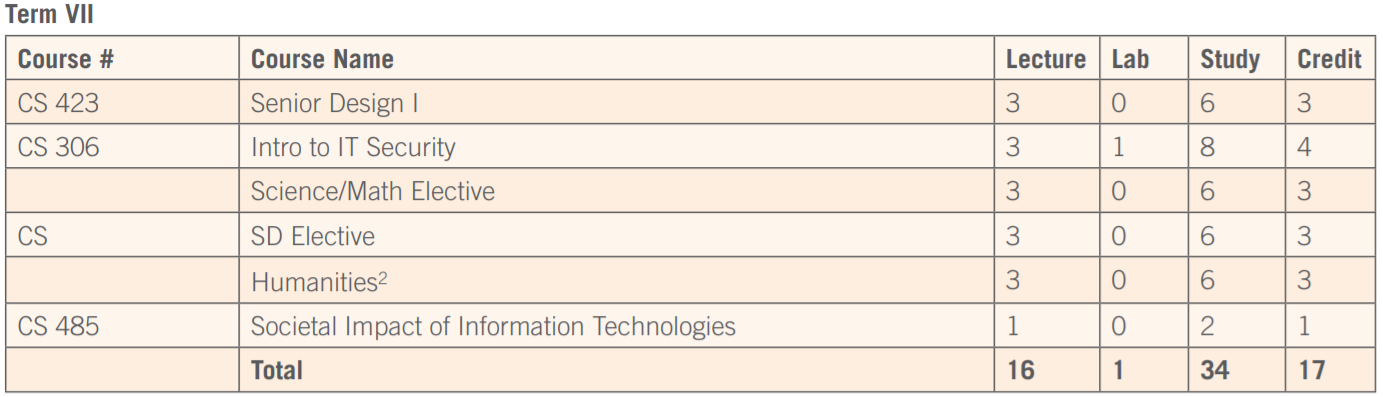 Term VII
Course # Course Name Lecture Lab Study Credit
CS 423 Senior Design I 3 0 6 3
CS 306 Intro to IT Security 3 1 8 4
Science/Math Elective 3 0 6 3
CS SD Elective 3 0 6 3
Humanities² 3 0 6 3
CS 485 Societal Impact of Information Technologies 1 0 2 1
Total 16 1 34 17